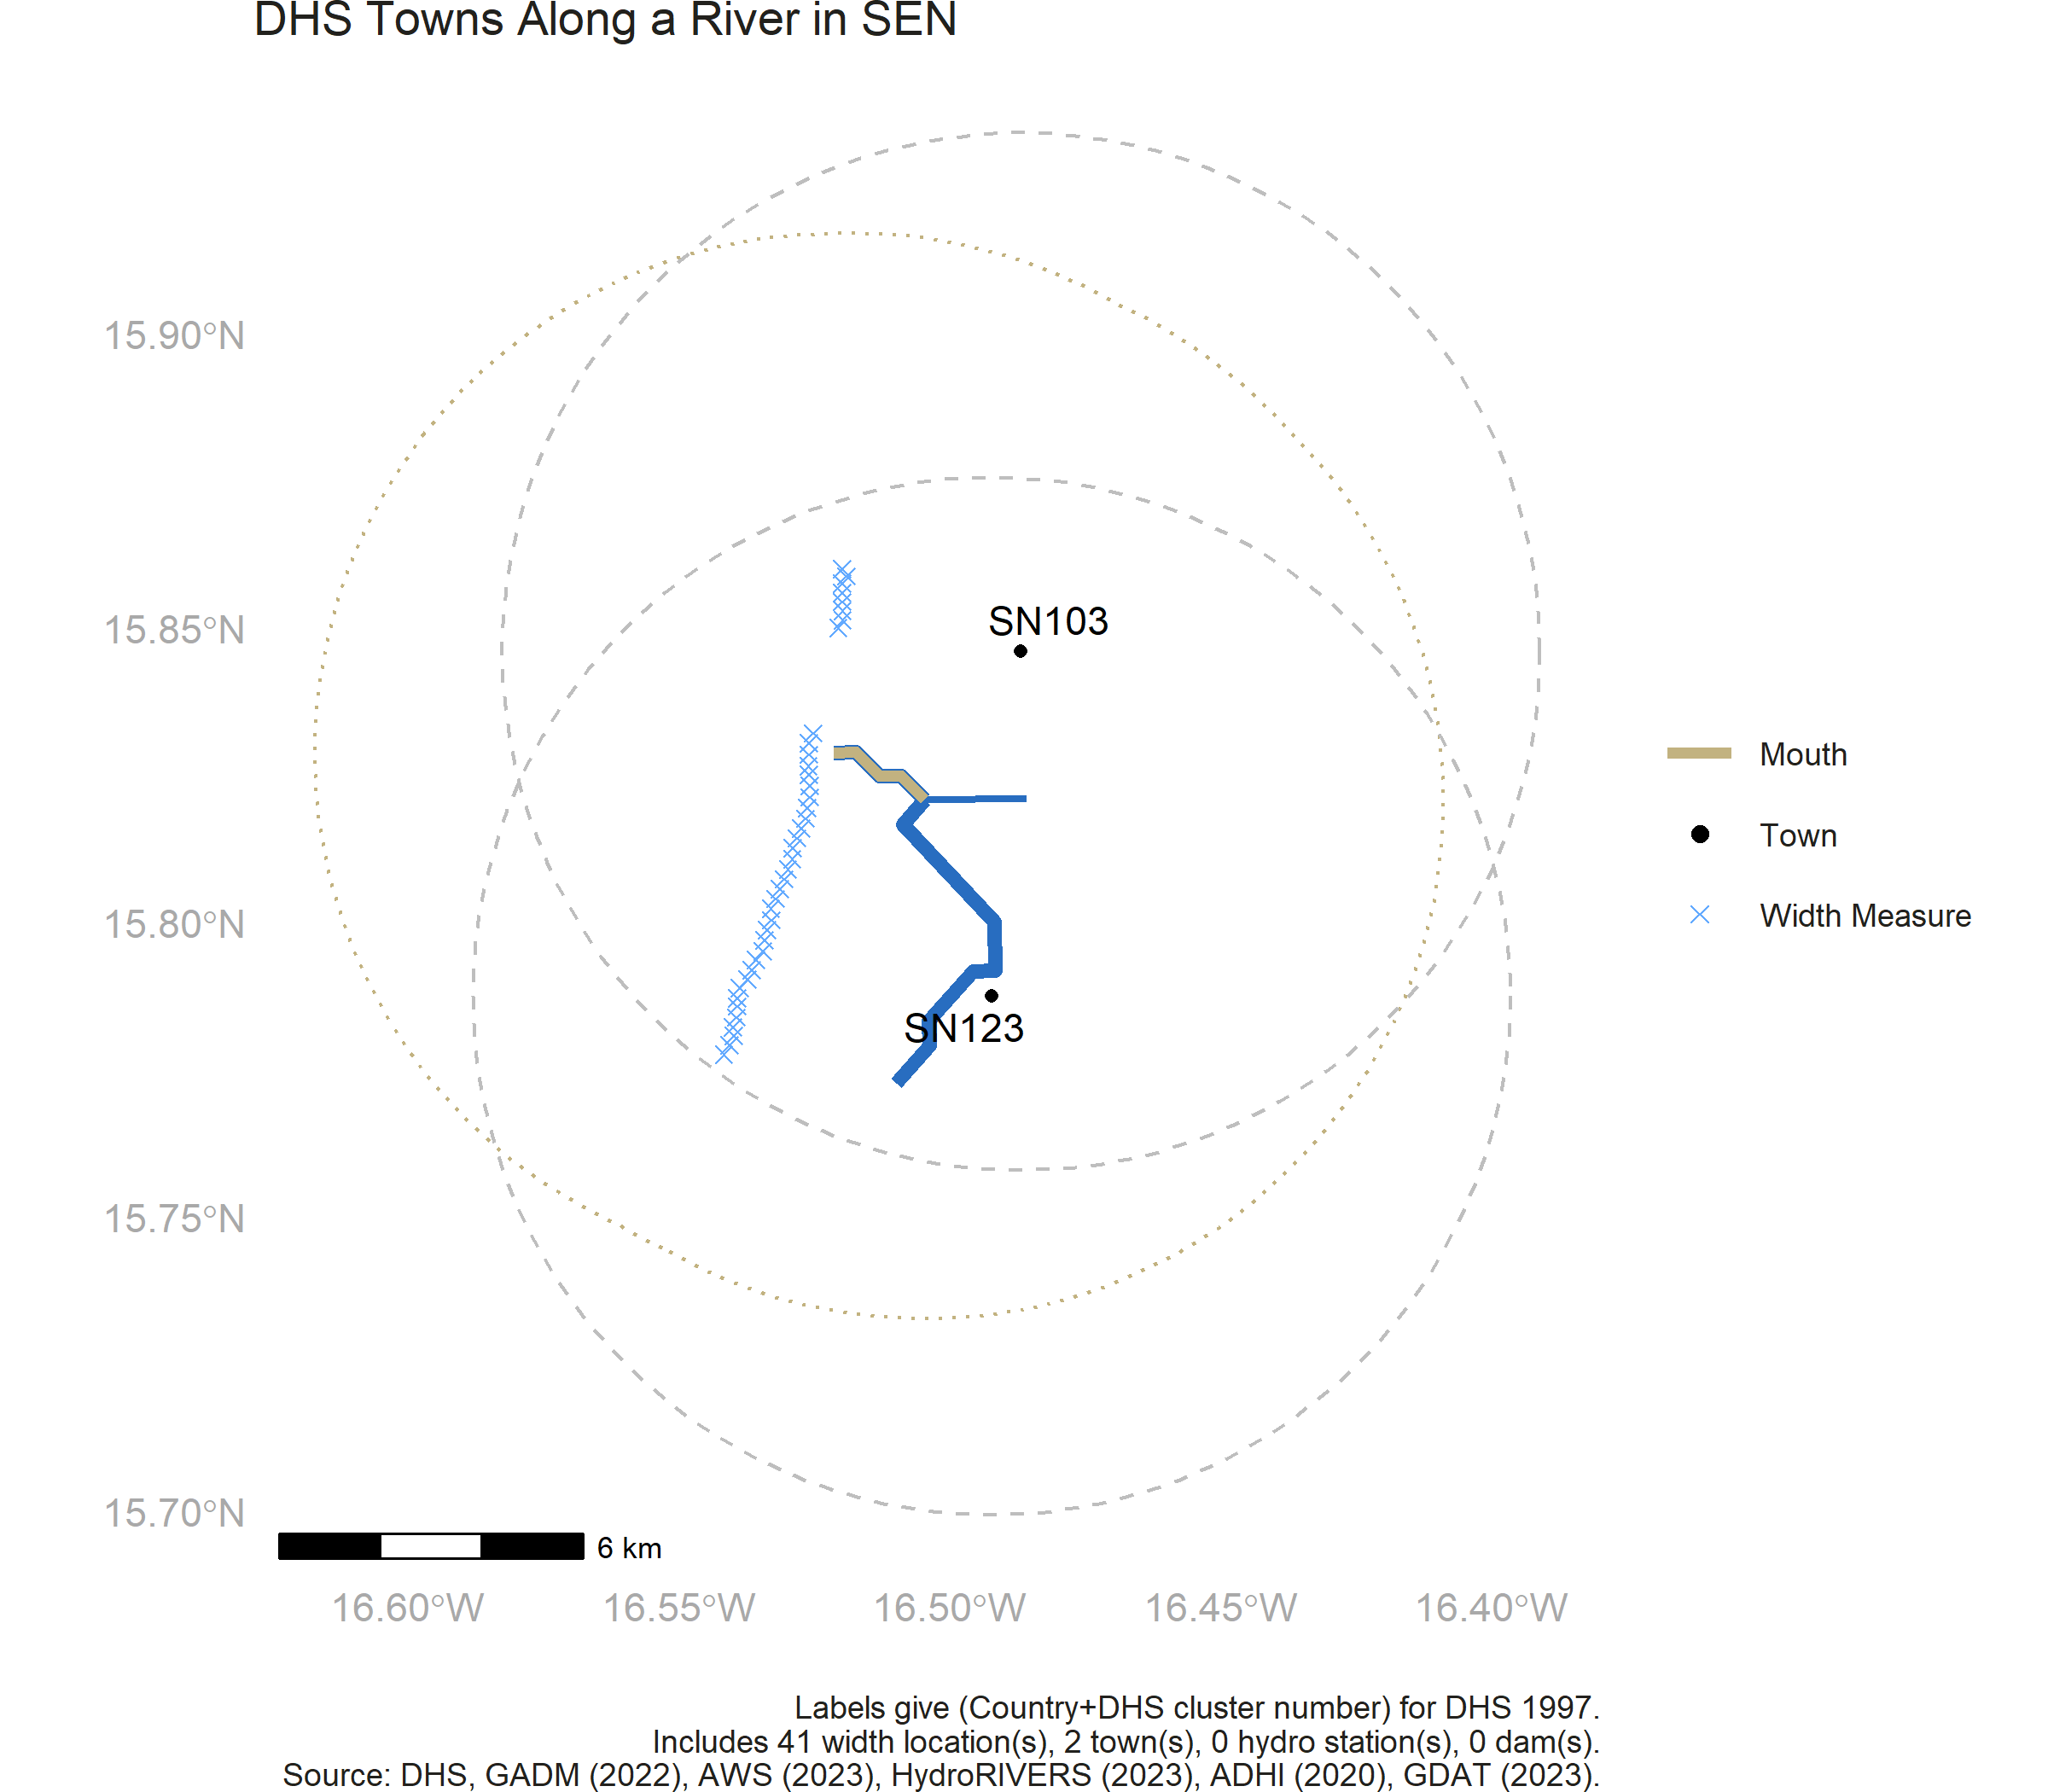 DHS Towns Along a River in SEN
15.90°N
15.85°N
15.80°N
15.75°N
15.70°N
SN103
SN123
Mouth
Town
Width Measure
6 km
16.60°W
16.55°W
16.50°W
16.45°W
16.40°W
Labels give (Country+DHS cluster number) for DHS 1997.
Includes 41 width location(s), 2 town(s), 0 hydro station(s), 0 dam(s).
Source: DHS, GADM (2022), AWS (2023), HydroRIVERS (2023), ADHI (2020), GDAT (2023).